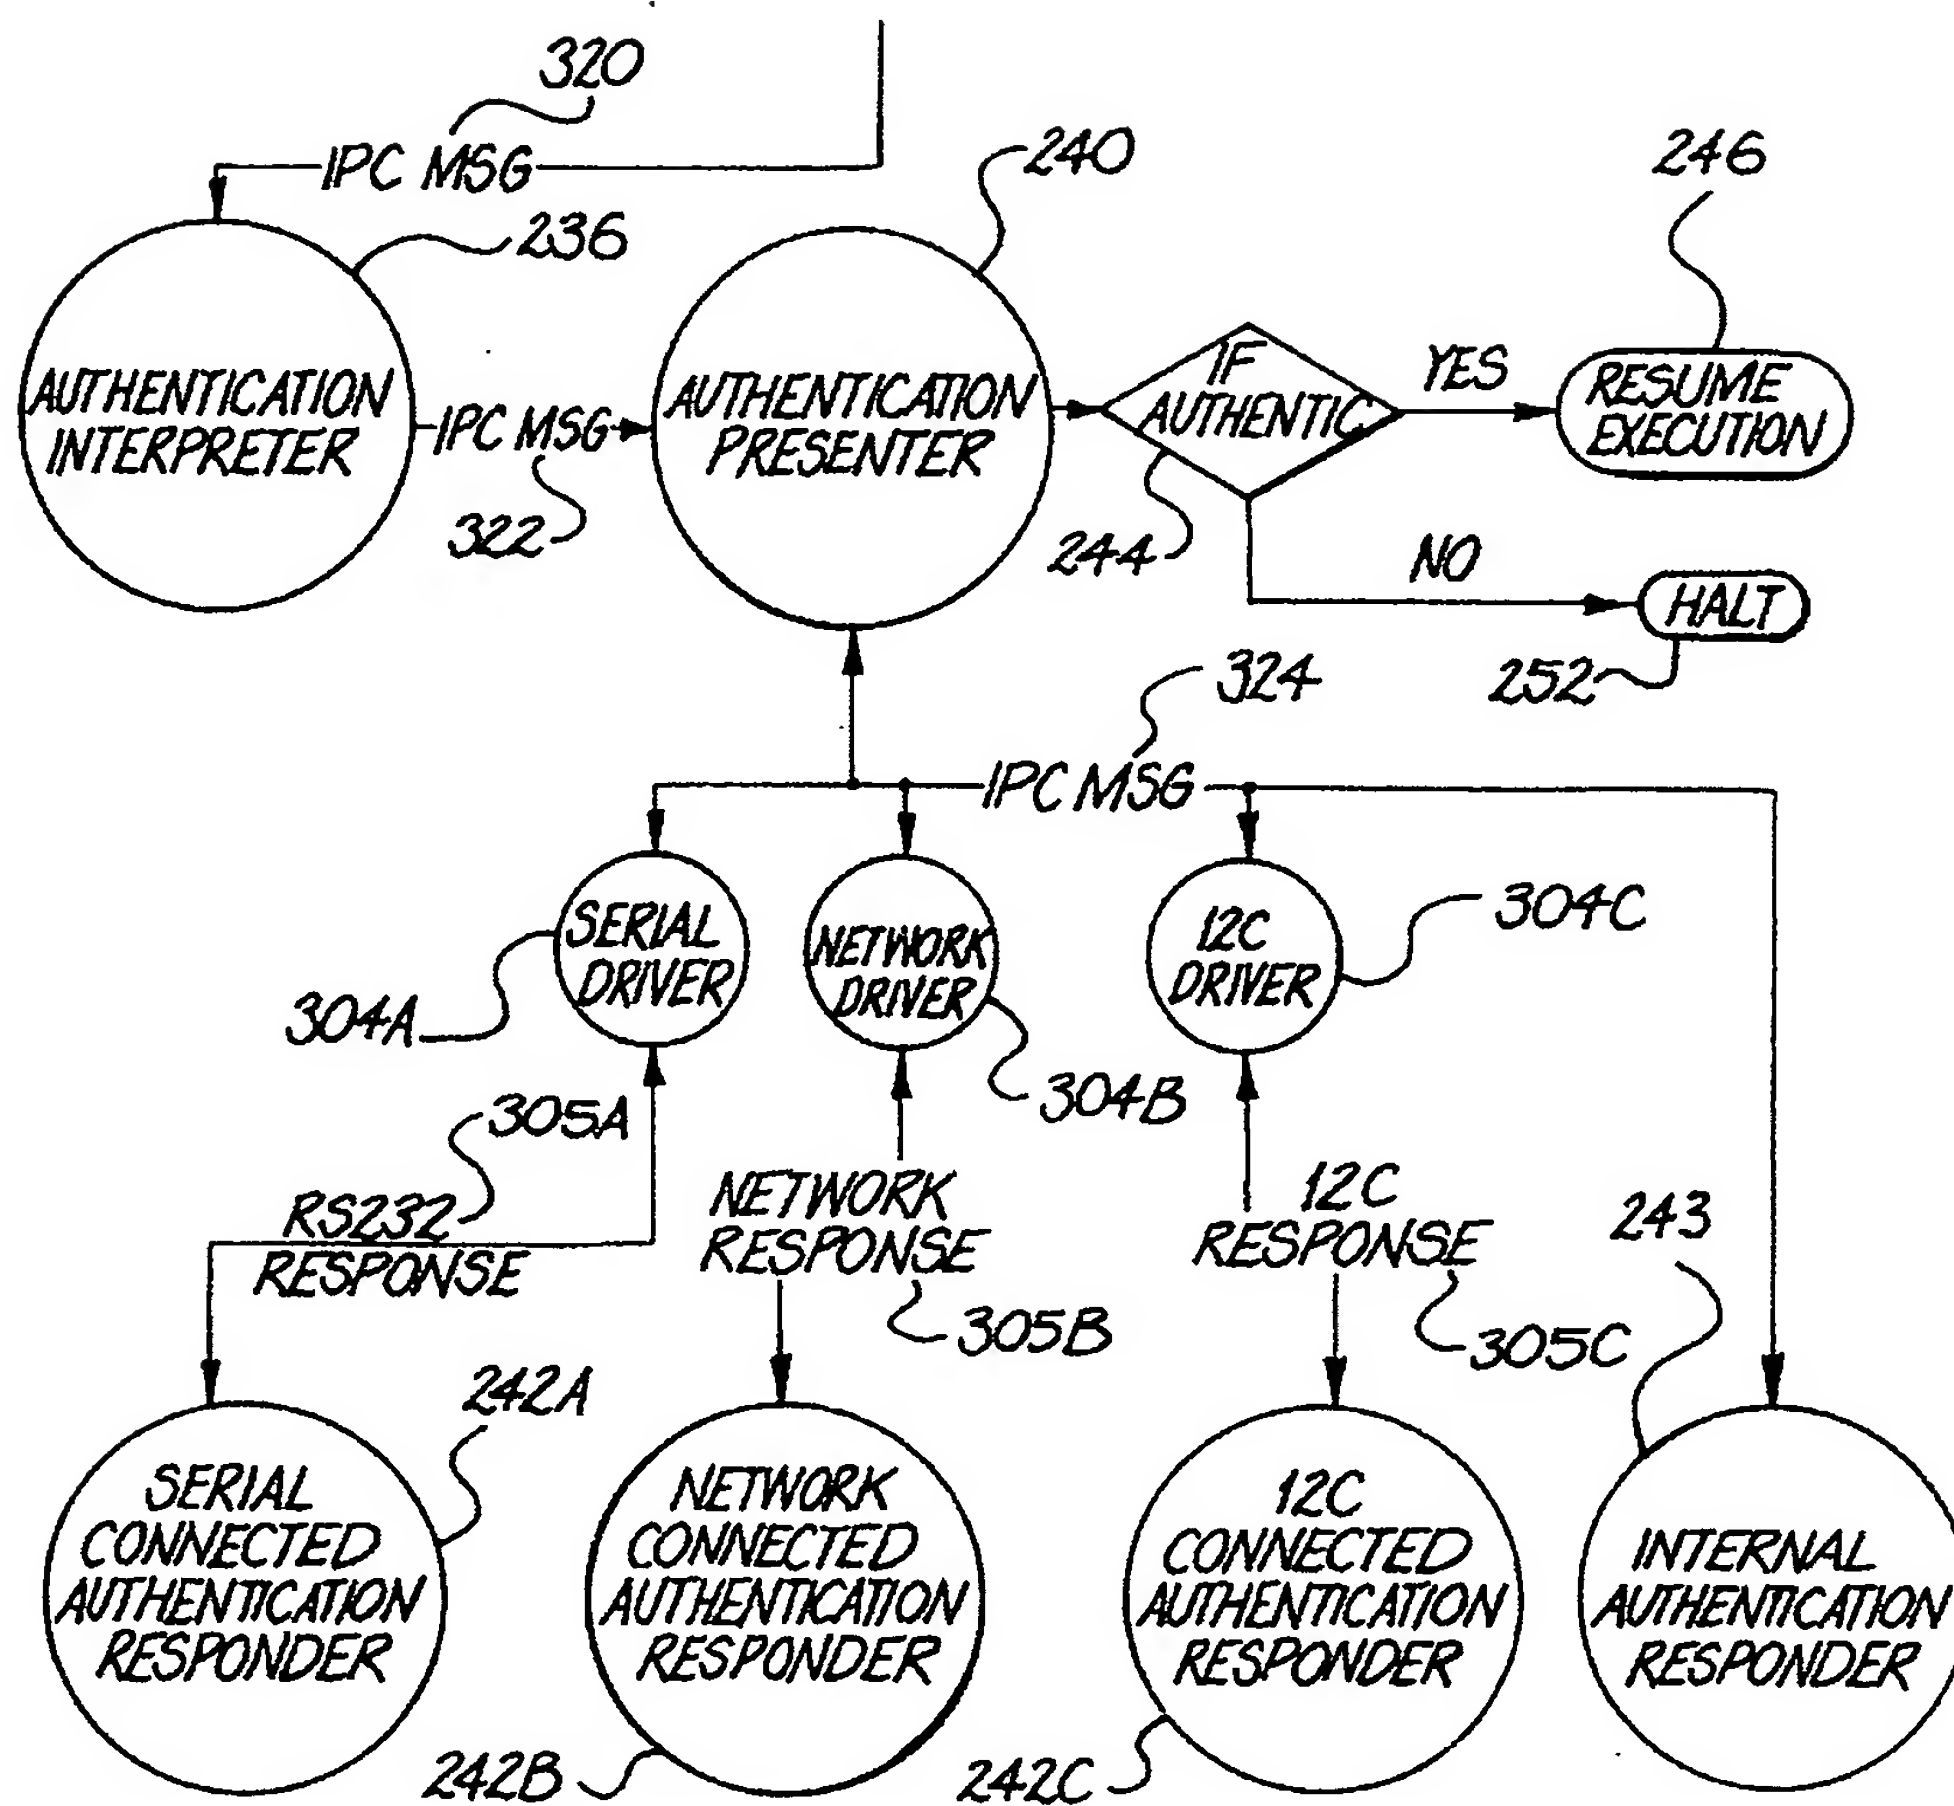 320
IPC MSG
240
246
236
AUTHENTICATION
INTERPRETER
IPC MSG
322
AUTHENTICATION
PRESENTER
IF
AUTHENTIC
244
YES
RESUME
EXECUTION
NO
HALT
252
324
IPC MSG
SERIAL
DRIVER
304A
NETWORK
DRIVER
304B
12C
DRIVER
304C
305A
RS232
RESPONSE
NETWORK
RESPONSE
305B
12C
RESPONSE
305C
243
242A
SERIAL
CONNECTED
AUTHENTICATION
RESPONDER
NETWORK
CONNECTED
AUTHENTICATION
RESPONDER
242B
12C
CONNECTED
AUTHENTICATION
RESPONDER
242C
INTERNAL
AUTHENTICATION
RESPONDER